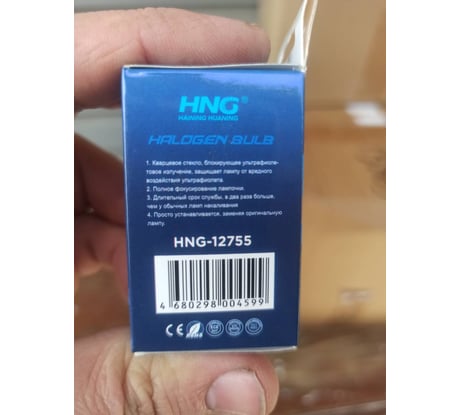 HNG®
HAINING HUANING
HALOGEN BULB
1. Кварцевое стекло, блокирующее ультрафиоле-
товое излучение, защищает лампу от вредного
воздействия ультрафиолета.
2. Полное фокусирование лампочки.
3. Длительный срок службы, в два раза больше,
чем у обычных ламп накаливания
4. Просто устанавливается, заменяя оригинальную
лампу.
HNG-12755
4 680298 004599
CE